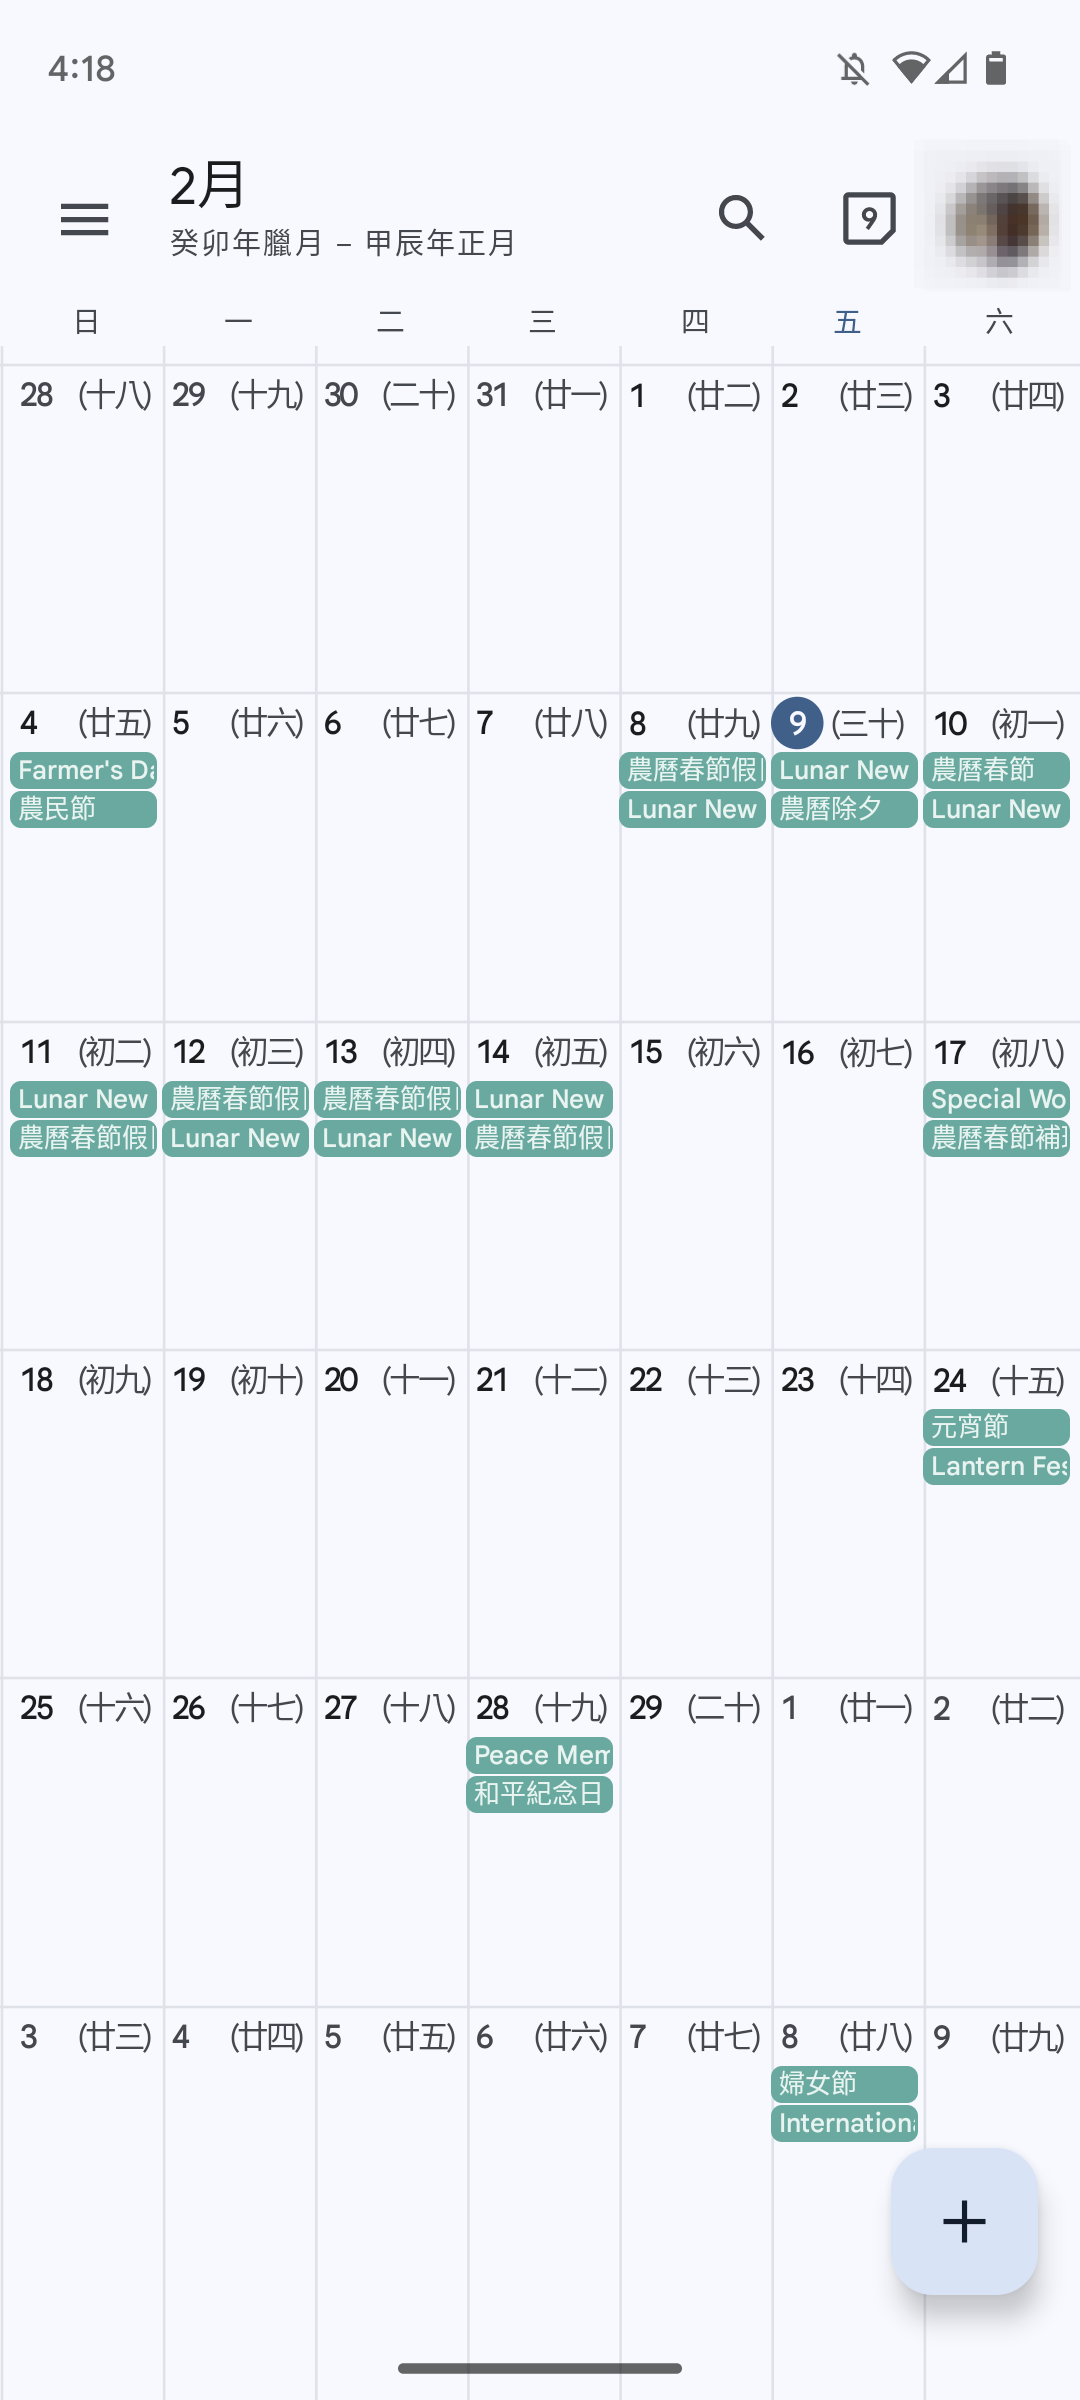 4:18
2月
癸卯年臘月 – 甲辰年正月
9
日 一 二 三 四 五 六
28 (十八) 29 (十九) 30 (二十) 31 (廿一) 1 (廿二) 2 (廿三) 3 (廿四)
4 (廿五) 5 (廿六) 6 (廿七) 7 (廿八) 8 (廿九) 9 (三十) 10 (初一)
Farmer's Da 農曆春節假 Lunar New 農曆春節
農民節 Lunar New 農曆除夕 Lunar New
11 (初二) 12 (初三) 13 (初四) 14 (初五) 15 (初六) 16 (初七) 17 (初八)
Lunar New 農曆春節假 農曆春節假 Lunar New Special Wo
農曆春節假 Lunar New Lunar New 農曆春節假 農曆春節補
18 (初九) 19 (初十) 20 (十一) 21 (十二) 22 (十三) 23 (十四) 24 (十五)
元宵節
Lantern Fes
25 (十六) 26 (十七) 27 (十八) 28 (十九) 29 (二十) 1 (廿一) 2 (廿二)
Peace Mem
和平紀念日
3 (廿三) 4 (廿四) 5 (廿五) 6 (廿六) 7 (廿七) 8 (廿八) 9 (廿九)
婦女節
Internationa